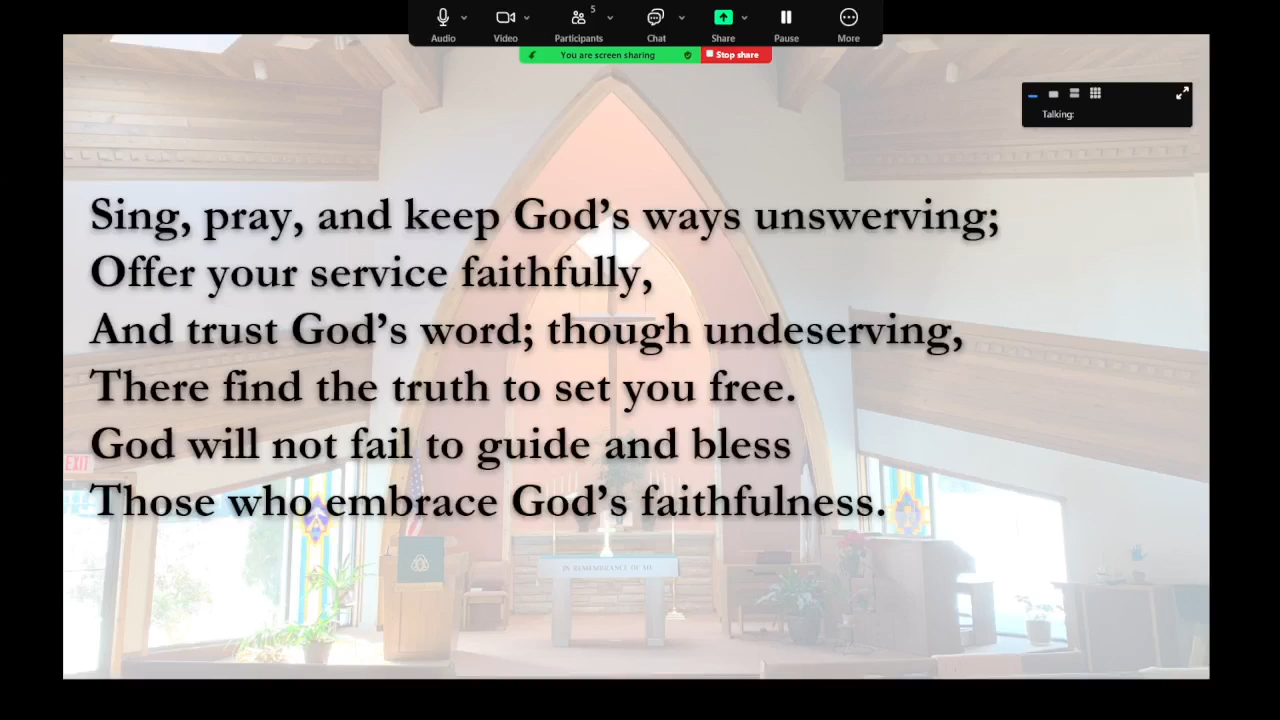 5
Audio
Video
Participants
Chat
Share
Pause
More
You are screen sharing
Stop share
Talking:
Sing, pray, and keep God’s ways unswerving;
Offer your service faithfully,
And trust God’s word; though undeserving,
There find the truth to set you free.
God will not fail to guide and bless
Those who embrace God’s faithfulness.
EXIT
IN REMEMBRANCE OF ME